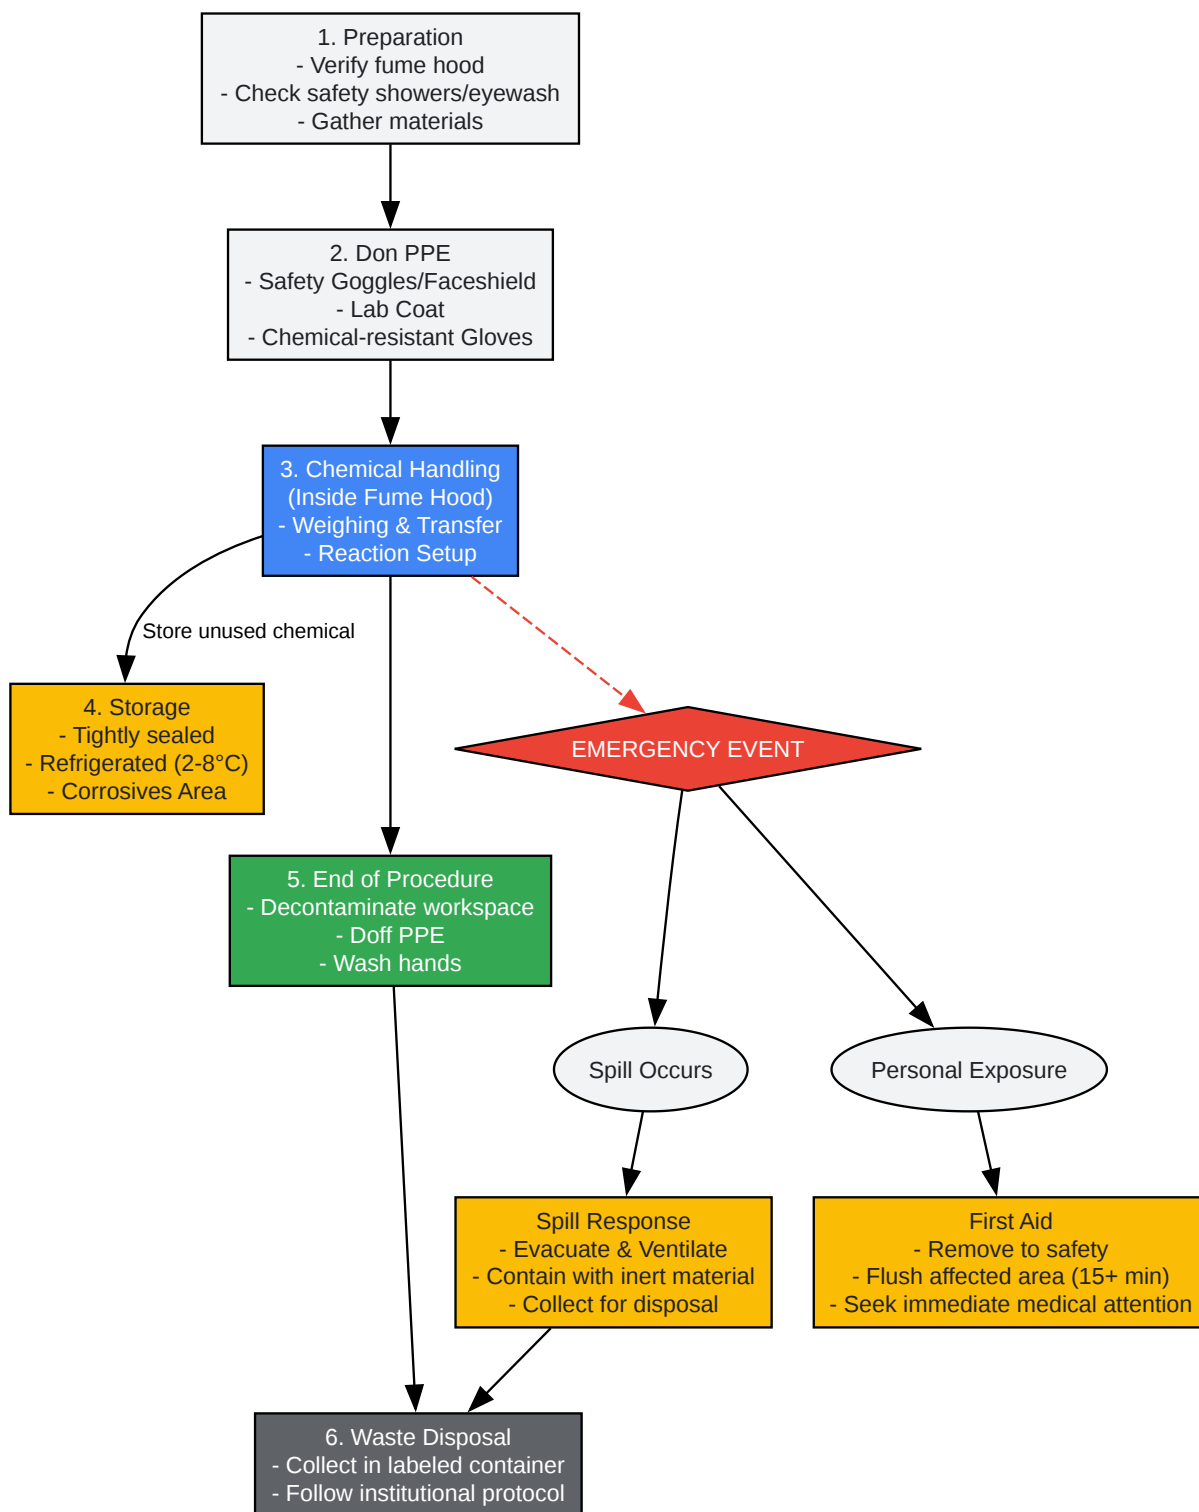 1. Preparation
- Verify fume hood
- Check safety showers/eyewash
- Gather materials
2. Don PPE
- Safety Goggles/Faceshield
- Lab Coat
- Chemical-resistant Gloves
3. Chemical Handling
(Inside Fume Hood)
- Weighing & Transfer
- Reaction Setup
Store unused chemical
4. Storage
- Tightly sealed
- Refrigerated (2-8°C)
- Corrosives Area
EMERGENCY EVENT
5. End of Procedure
- Decontaminate workspace
- Doff PPE
- Wash hands
Spill Occurs
Personal Exposure
Spill Response
- Evacuate & Ventilate
- Contain with inert material
- Collect for disposal
First Aid
- Remove to safety
- Flush affected area (15+ min)
- Seek immediate medical attention
6. Waste Disposal
- Collect in labeled container
- Follow institutional protocol